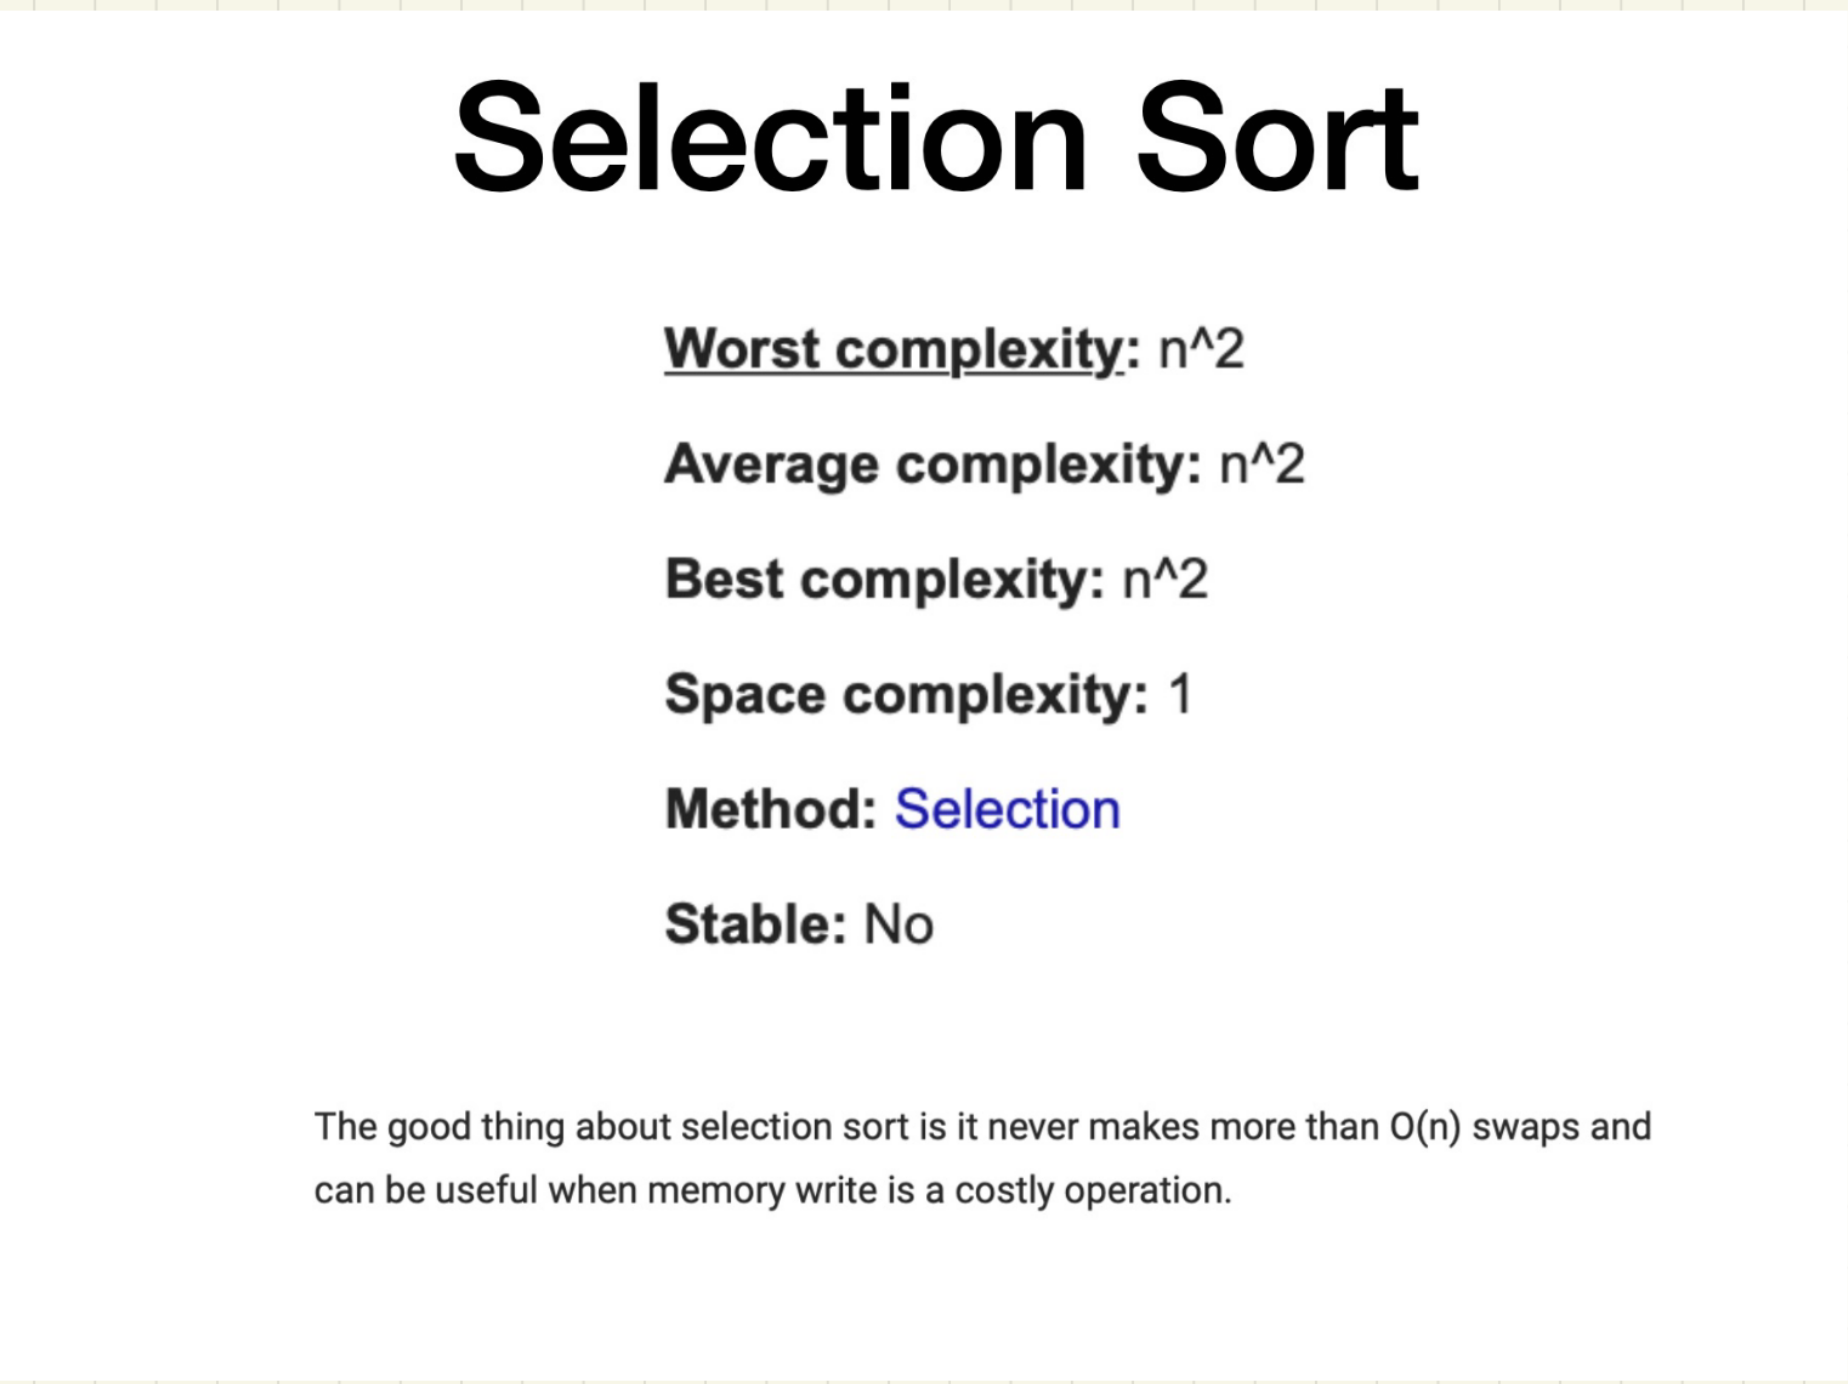 Selection Sort
Worst complexity: n^2
Average complexity: n^2
Best complexity: n^2
Space complexity: 1
Method: Selection
Stable: No
The good thing about selection sort is it never makes more than O(n) swaps and
can be useful when memory write is a costly operation.